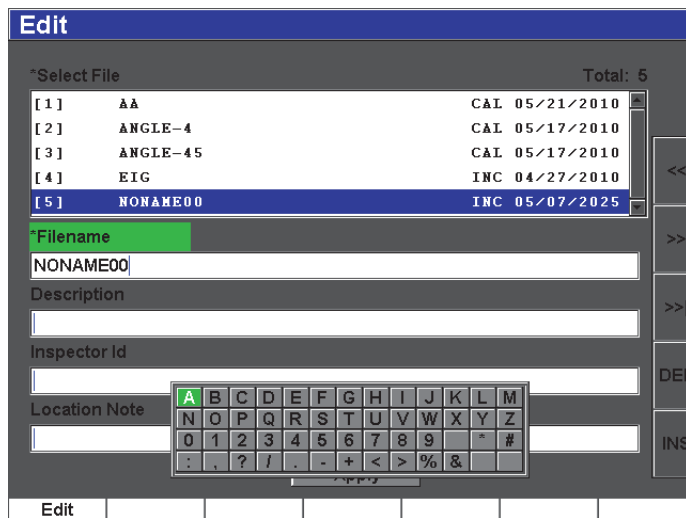 Edit
*Select File Total: 5
[1] AA CAL 05/21/2010
[2] ANGLE-4 CAL 05/17/2010
[3] ANGLE-45 CAL 05/17/2010
[4] EIG INC 04/27/2010
[5] NONAME00 INC 05/07/2025
<<
*Filename
>>
NONAME00
Description
>>
Inspector Id
DE
A B C D E F G H I J K L M
Location Note
N O P Q R S T U V W X Y Z
0 1 2 3 4 5 6 7 8 9 * #
INS
: , ? / . - + < > % &
Apply
Edit